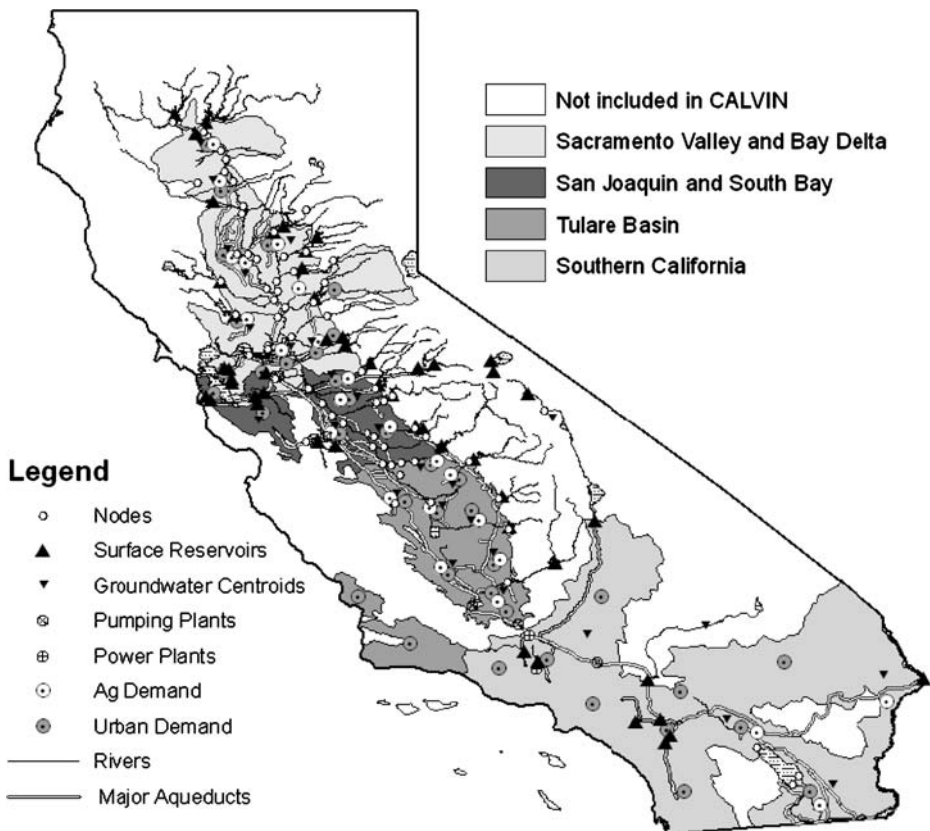 Not included in CALVIN
Sacramento Valley and Bay Delta
San Joaquin and South Bay
Tulare Basin
Southern California
Legend
Nodes
Surface Reservoirs
Groundwater Centroids
Pumping Plants
Power Plants
Ag Demand
Urban Demand
Rivers
Major Aqueducts